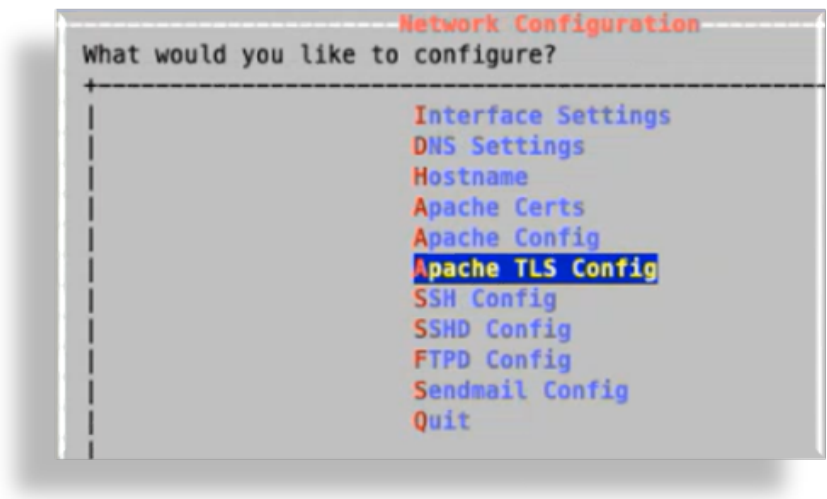 Network Configuration
What would you like to configure?
Interface Settings
DNS Settings
Hostname
Apache Certs
Apache Config
Apache TLS Config
SSH Config
SSHD Config
FTPD Config
Sendmail Config
Quit